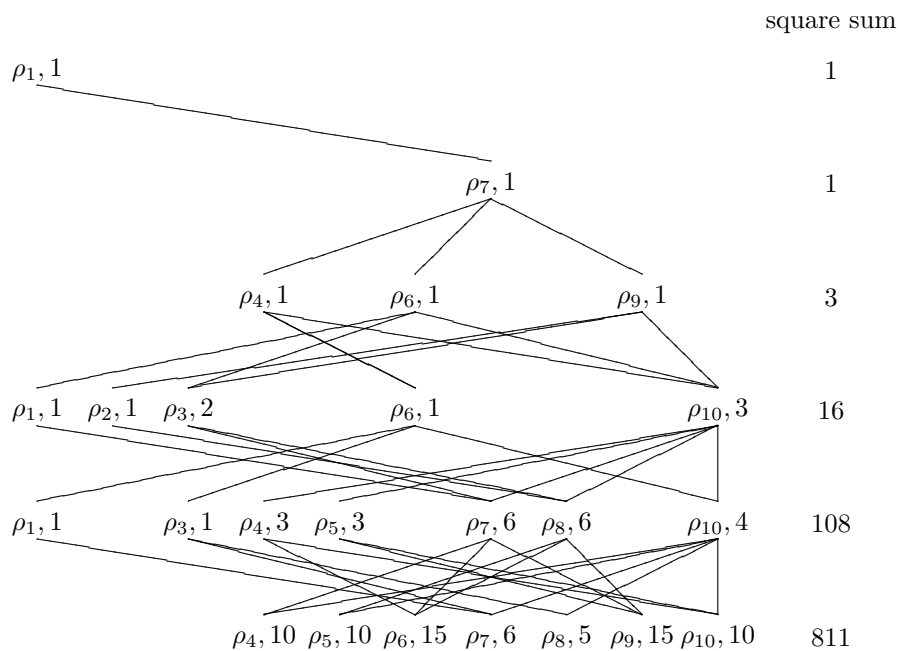 square sum
ρ₁, 1 1
ρ₇, 1 1
ρ₄, 1 ρ₆, 1 ρ₉, 1 3
ρ₁, 1 ρ₂, 1 ρ₃, 2 ρ₆, 1 ρ₁₀, 3 16
ρ₁, 1 ρ₃, 1 ρ₄, 3 ρ₅, 3 ρ₇, 6 ρ₈, 6 ρ₁₀, 4 108
ρ₄, 10 ρ₅, 10 ρ₆, 15 ρ₇, 6 ρ₈, 5 ρ₉, 15 ρ₁₀, 10 811